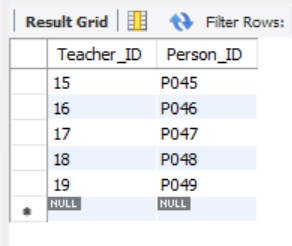 Result Grid Filter Rows:
Teacher_ID Person_ID
15 P045
16 P046
17 P047
18 P048
19 P049
NULL NULL